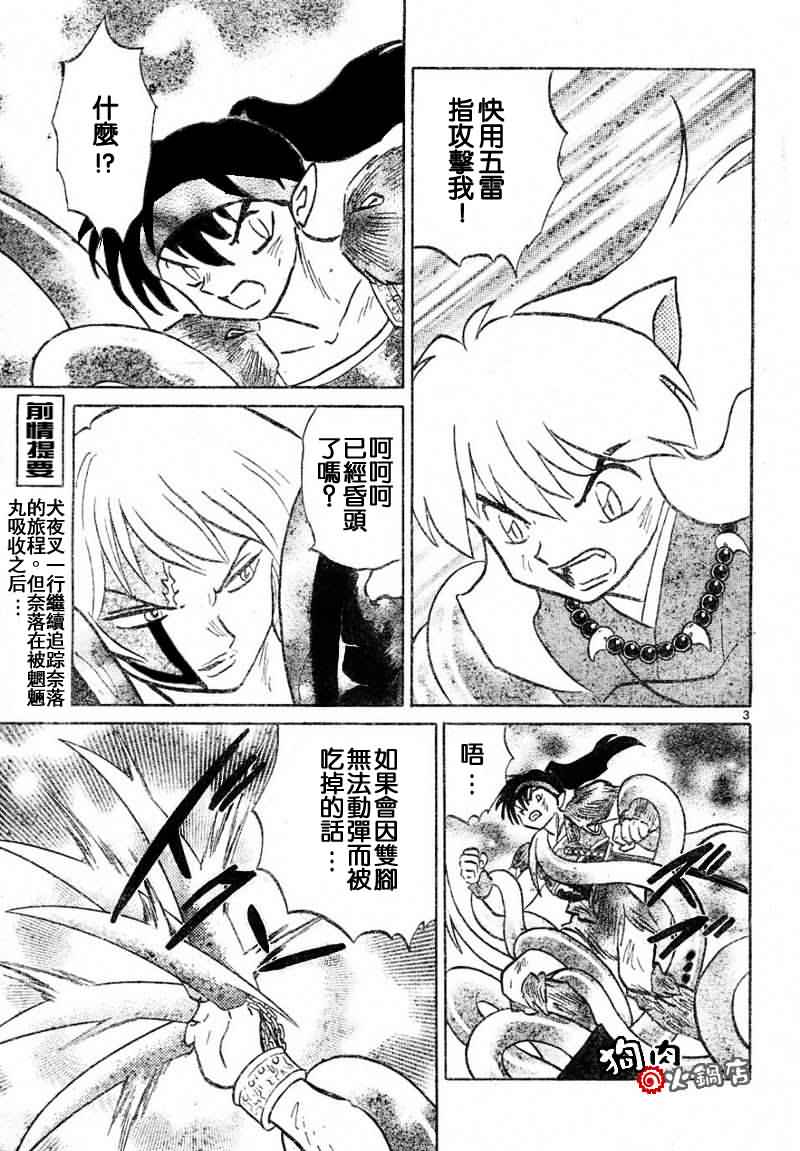 快用五雷
指攻擊我！
什麼
!?
呵呵呵
已經昏頭
了嗎？
前情提要
犬夜叉一行繼續追踪奈落
的旅程。但奈落在被魍魎
丸吸收之后…
3
唔…
如果會因雙腳
無法動彈而被
吃掉的話…
狗肉
火鍋店